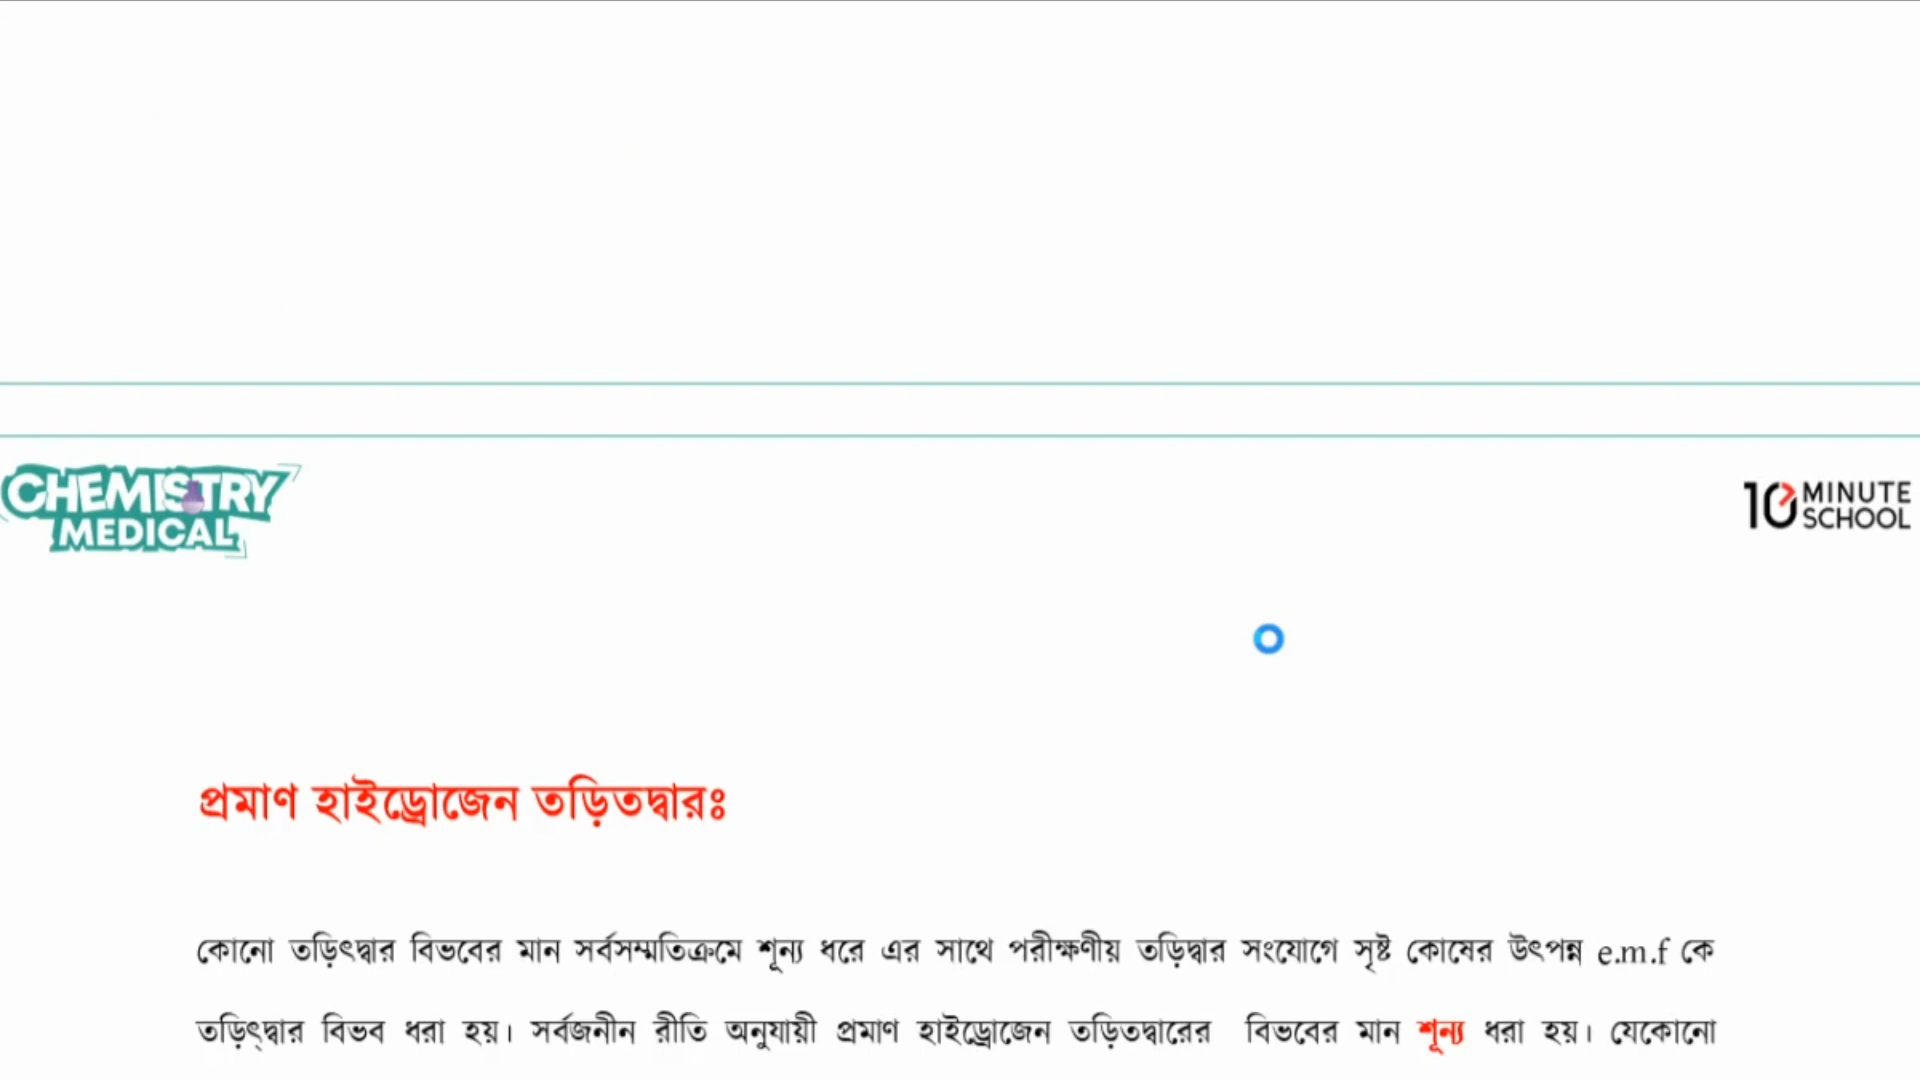 CHEMISTRY
MEDICAL
10 MINUTE
SCHOOL
প্রমাণ হাইড্রোজেন তড়িতদ্বারঃ
কোনো তড়িৎদ্বার বিভবের মান সর্বসম্মতিক্রমে শূন্য ধরে এর সাথে পরীক্ষণীয় তড়িদ্বার সংযোগে সৃষ্ট কোষের উৎপন্ন e.m.f কে
তড়িৎদ্বার বিভব ধরা হয়। সর্বজনীন রীতি অনুযায়ী প্রমাণ হাইড্রোজেন তড়িতদ্বারের বিভবের মান শূন্য ধরা হয়। যেকোনো